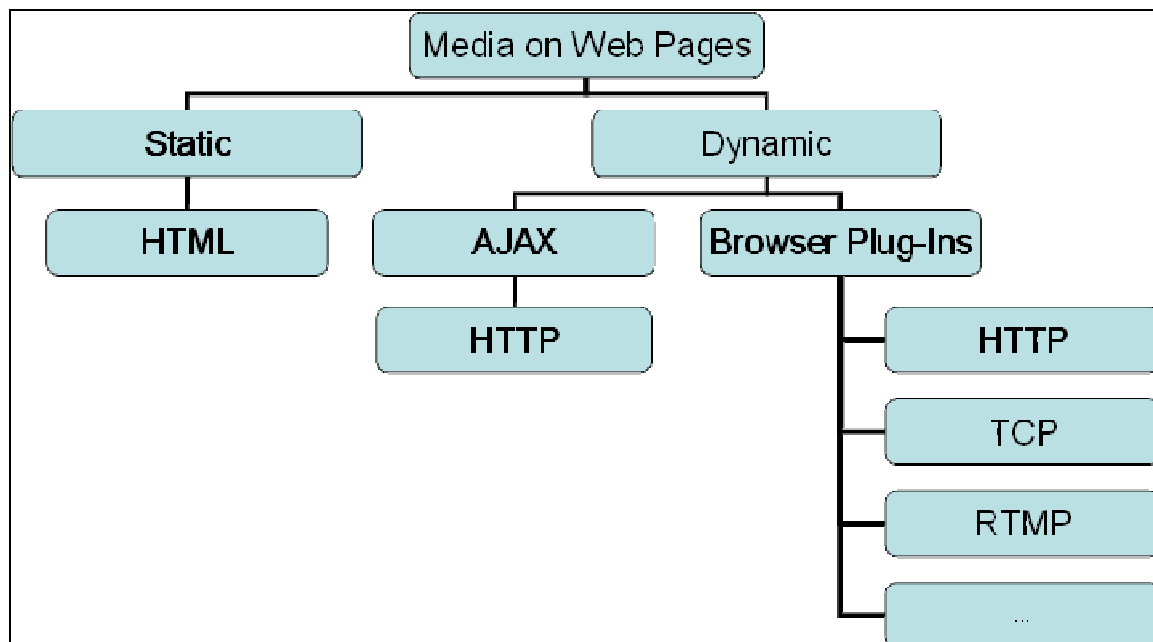 Media on Web Pages
Static
Dynamic
HTML
AJAX
Browser Plug-Ins
HTTP
HTTP
TCP
RTMP
...